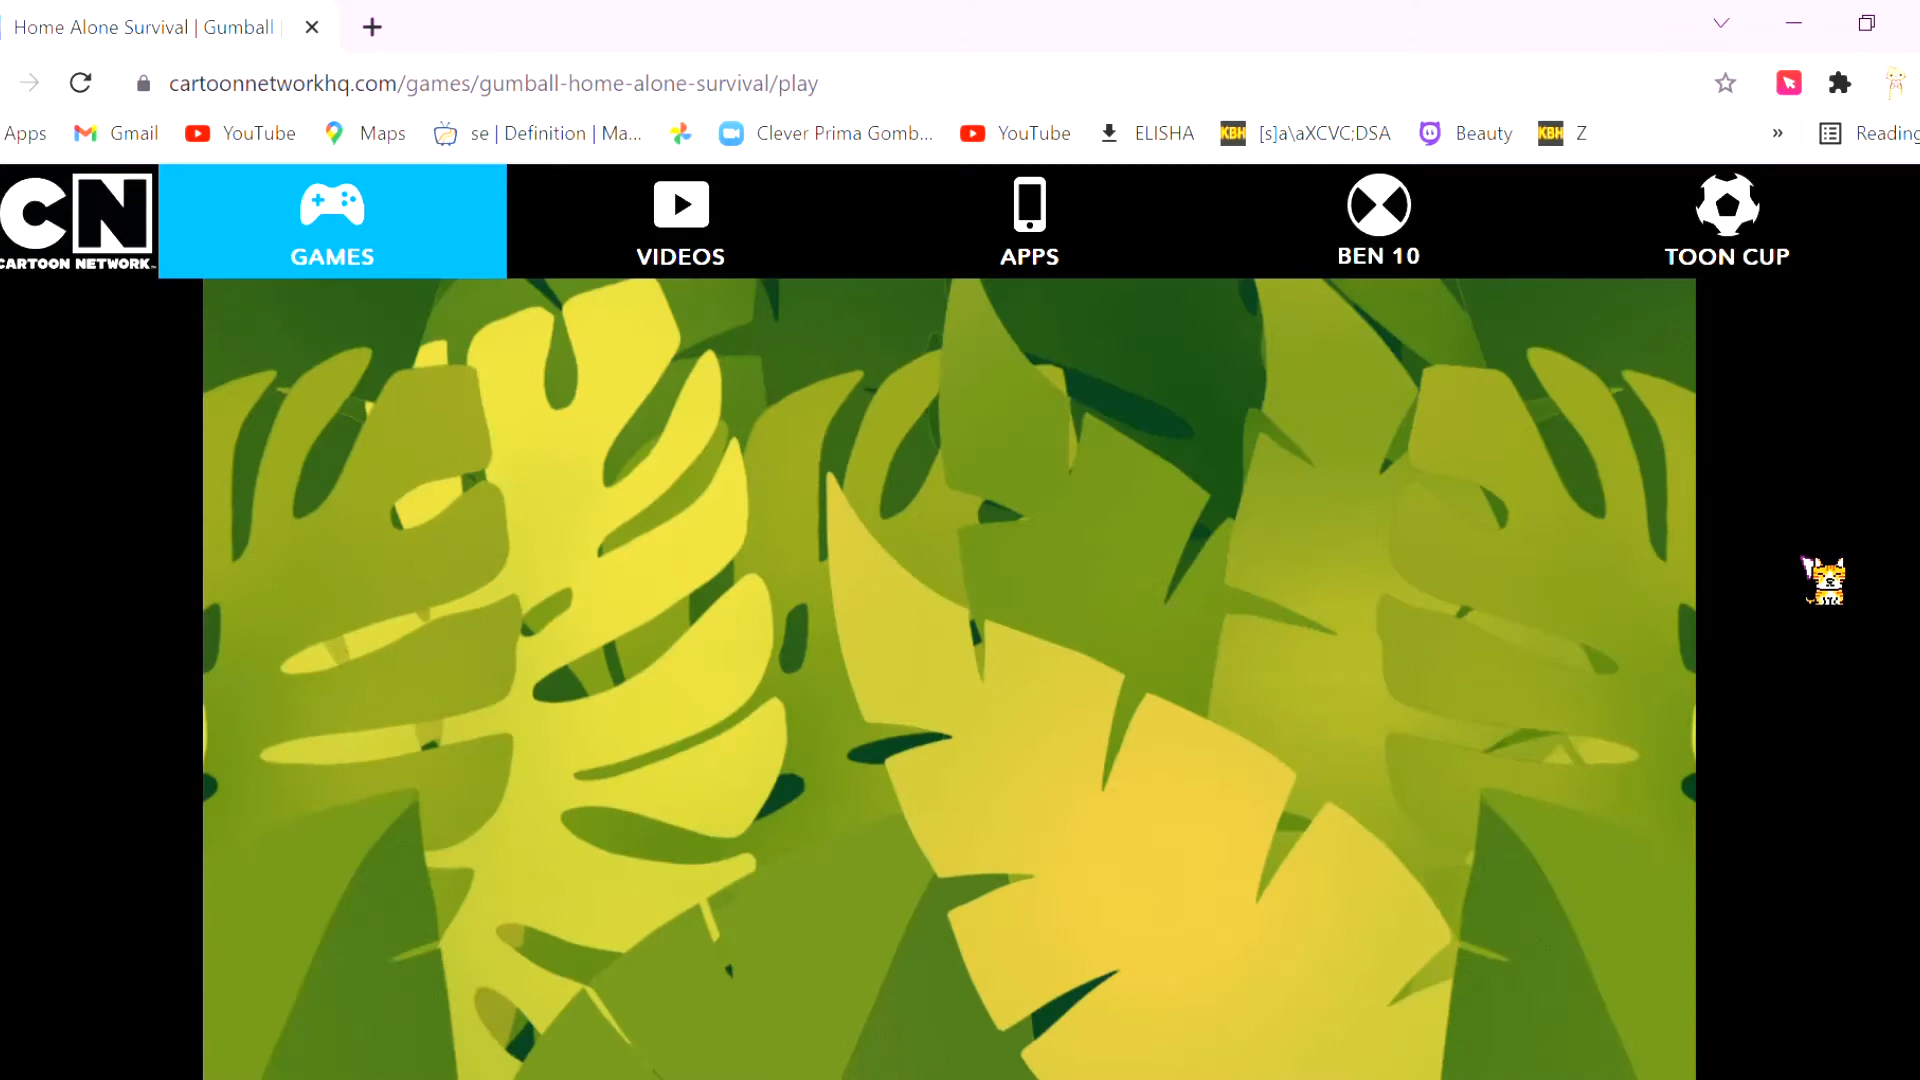 Home Alone Survival | Gumball
cartoonnetworkhq.com/games/gumball-home-alone-survival/play
Apps Gmail YouTube Maps se | Definition | Ma... Clever Prima Gomb... YouTube ELISHA KBH [s]a\aXCVC;DSA Beauty KBH Z » Reading
CN
CARTOON NETWORK™
GAMES VIDEOS APPS BEN 10 TOON CUP